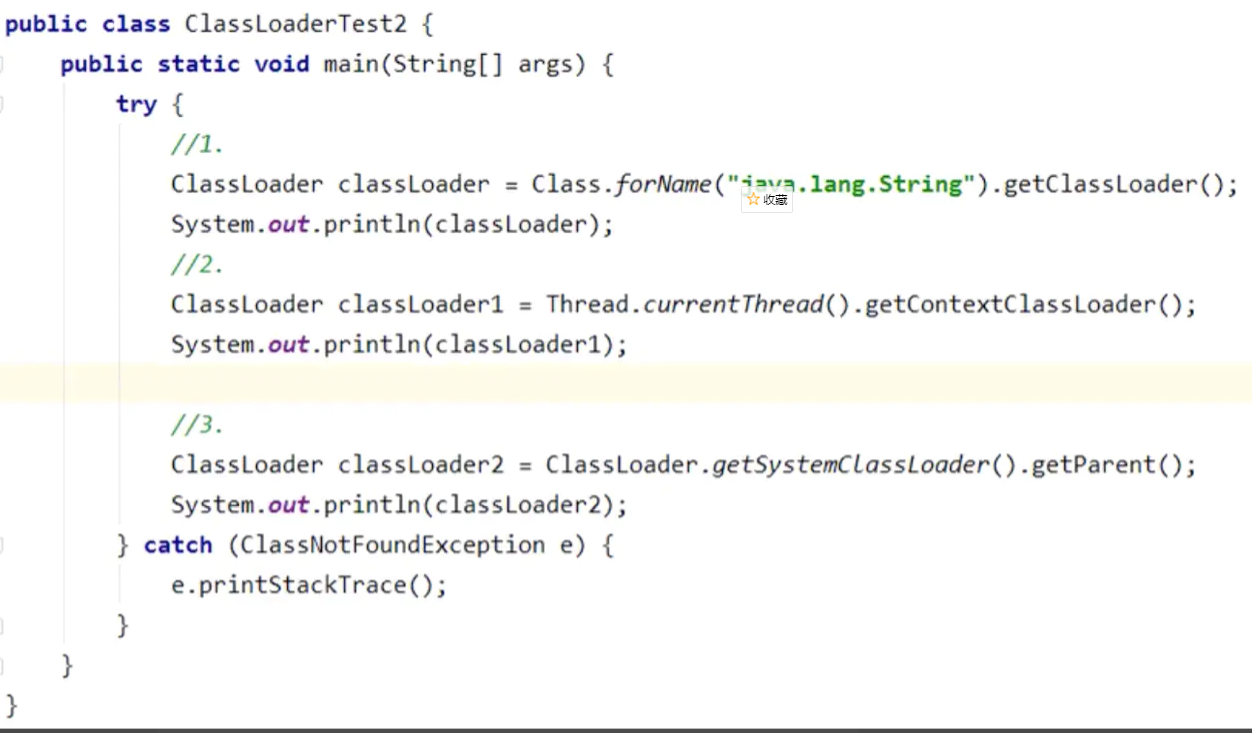 public class ClassLoaderTest2 {
public static void main(String[] args) {
try {
//1.
ClassLoader classLoader = Class.forName("java.lang.String").getClassLoader();
收藏
System.out.println(classLoader);
//2.
ClassLoader classLoader1 = Thread.currentThread().getContextClassLoader();
System.out.println(classLoader1);
//3.
ClassLoader classLoader2 = ClassLoader.getSystemClassLoader().getParent();
System.out.println(classLoader2);
} catch (ClassNotFoundException e) {
e.printStackTrace();
}
}
}